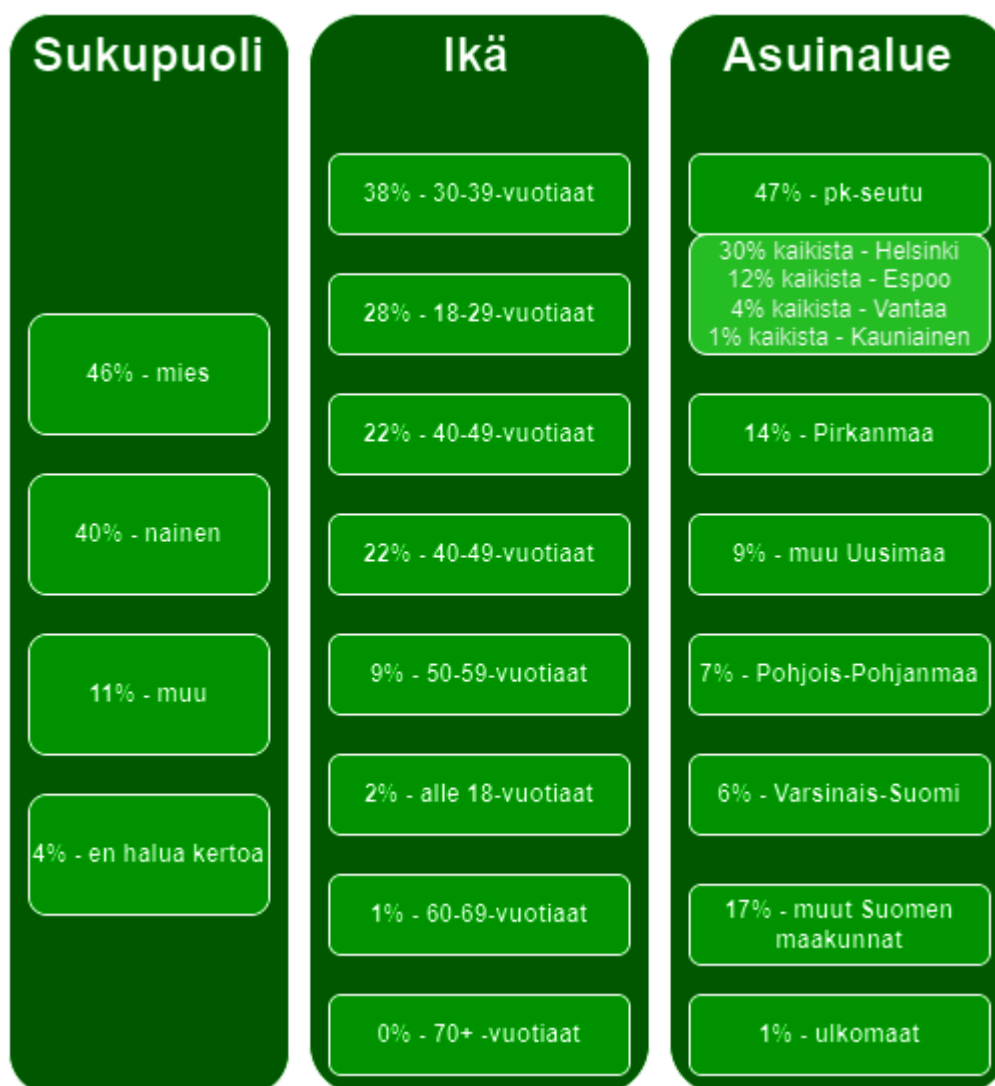 Sukupuoli
46% - mies
40% - nainen
11% - muu
4% - en halua kertoa
Ikä
38% - 30-39-vuotiaat
28% - 18-29-vuotiaat
22% - 40-49-vuotiaat
22% - 40-49-vuotiaat
9% - 50-59-vuotiaat
2% - alle 18-vuotiaat
1% - 60-69-vuotiaat
0% - 70+ -vuotiaat
Asuinalue
47% - pk-seutu
30% kaikista - Helsinki
12% kaikista - Espoo
4% kaikista - Vantaa
1% kaikista - Kauniainen
14% - Pirkanmaa
9% - muu Uusimaa
7% - Pohjois-Pohjanmaa
6% - Varsinais-Suomi
17% - muut Suomen
maakunnat
1% - ulkomaat